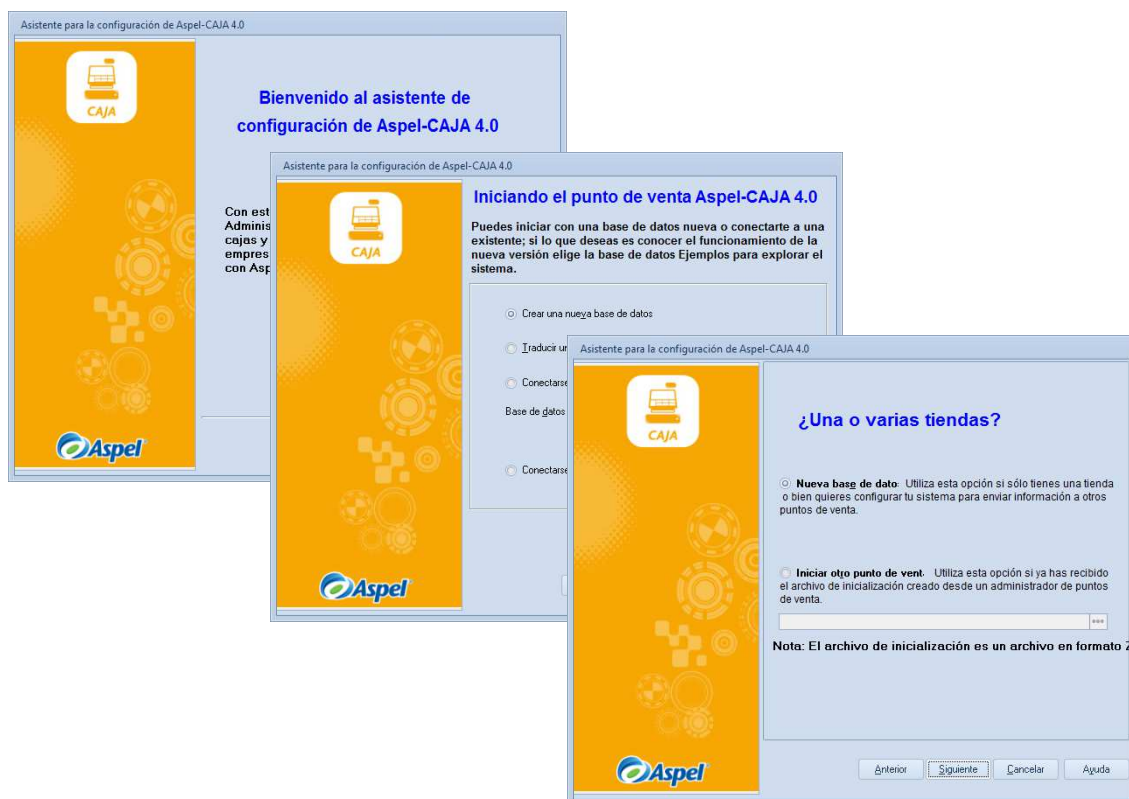 Asistente para la configuración de Aspel-CAJA 4.0
CAJA
Bienvenido al asistente de
configuración de Aspel-CAJA 4.0
Con est
Adminis
cajas y
empres
con Asp
Aspel
Asistente para la configuración de Aspel-CAJA 4.0
CAJA
Iniciando el punto de venta Aspel-CAJA 4.0
Puedes iniciar con una base de datos nueva o conectarte a una
existente; si lo que deseas es conocer el funcionamiento de la
nueva versión elige la base de datos Ejemplos para explorar el
sistema.
Crear una nueva base de datos
Traducir un
Conectarse
Base de datos
Conectarse
Aspel
Asistente para la configuración de Aspel-CAJA 4.0
CAJA
¿Una o varias tiendas?
Nueva base de dato: Utiliza esta opción si sólo tienes una tienda
o bien quieres configurar tu sistema para enviar información a otros
puntos de venta.
Iniciar otro punto de vent. Utiliza esta opción si ya has recibido
el archivo de inicialización creado desde un administrador de puntos
de venta.
Nota: El archivo de inicialización es un archivo en formato Z
Aspel
Anterior Siguiente Cancelar Ayuda